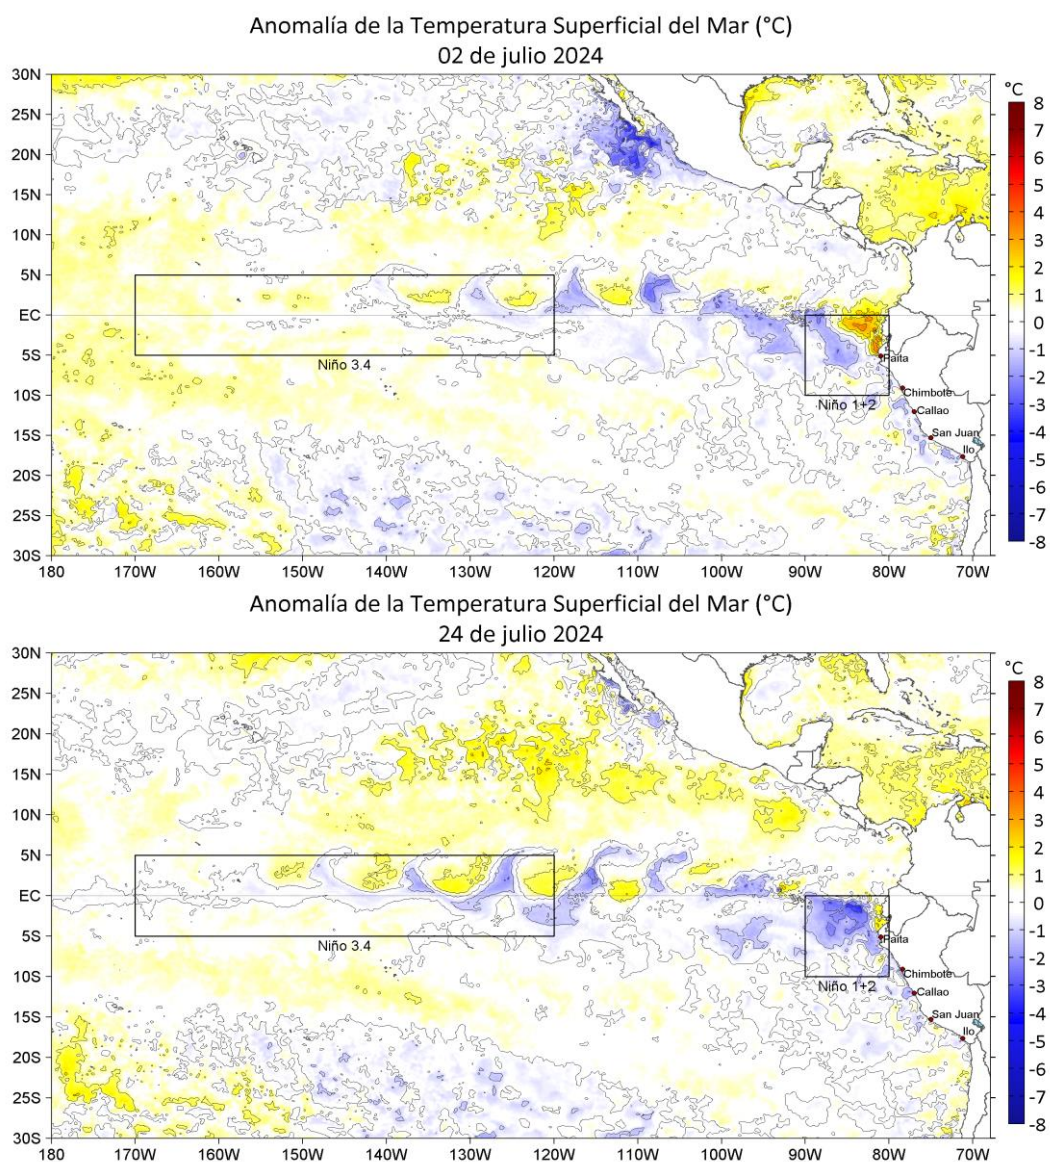 Anomalía de la Temperatura Superficial del Mar (°C)
02 de julio 2024
30N
25N
20N
15N
10N
5N
EC
5S
10S
15S
20S
25S
30S
180
170W
160W
150W
140W
130W
120W
110W
100W
90W
80W
70W
Niño 3.4
Niño 1+2
Paita
Chimbote
Callao
San Juan
Ilo
°C
8
7
6
5
4
3
2
1
0
-1
-2
-3
-4
-5
-6
-7
-8
Anomalía de la Temperatura Superficial del Mar (°C)
24 de julio 2024
30N
25N
20N
15N
10N
5N
EC
5S
10S
15S
20S
25S
30S
180
170W
160W
150W
140W
130W
120W
110W
100W
90W
80W
70W
Niño 3.4
Niño 1+2
Paita
Chimbote
Callao
San Juan
Ilo
°C
8
7
6
5
4
3
2
1
0
-1
-2
-3
-4
-5
-6
-7
-8